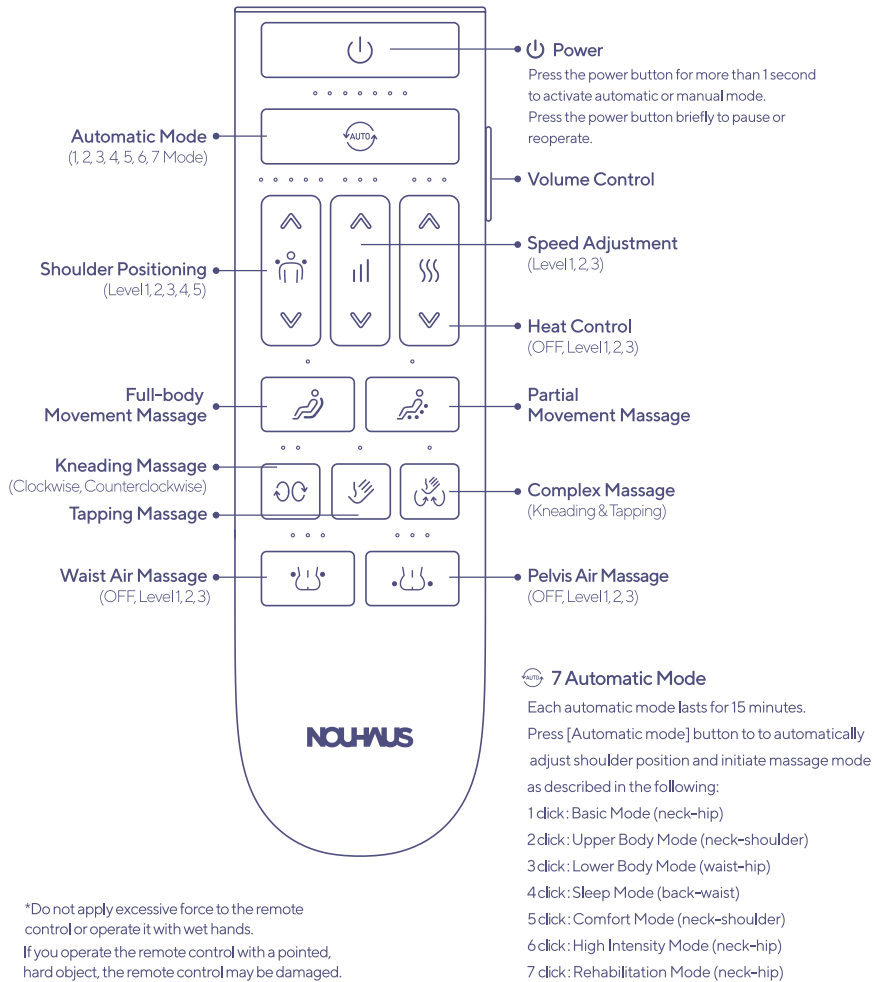 Power
Press the power button for more than 1 second
to activate automatic or manual mode.
Press the power button briefly to pause or
reoperate.
AUTO
Automatic Mode
(1, 2, 3, 4, 5, 6, 7 Mode)
Volume Control
Speed Adjustment
(Level 1, 2, 3)
Shoulder Positioning
(Level 1, 2, 3, 4, 5)
Heat Control
(OFF, Level 1, 2, 3)
Full-body
Movement Massage
Partial
Movement Massage
Kneading Massage
(Clockwise, Counterclockwise)
Tapping Massage
Complex Massage
(Kneading & Tapping)
Waist Air Massage
(OFF, Level 1, 2, 3)
Pelvis Air Massage
(OFF, Level 1, 2, 3)
NOUHAUS
AUTO 7 Automatic Mode
Each automatic mode lasts for 15 minutes.
Press [Automatic mode] button to to automatically
adjust shoulder position and initiate massage mode
as described in the following:
1 click : Basic Mode (neck-hip)
2 click : Upper Body Mode (neck-shoulder)
3 click : Lower Body Mode (waist-hip)
4 click : Sleep Mode (back-waist)
5 click : Comfort Mode (neck-shoulder)
6 click : High Intensity Mode (neck-hip)
7 click : Rehabilitation Mode (neck-hip)
*Do not apply excessive force to the remote
control or operate it with wet hands.
If you operate the remote control with a pointed,
hard object, the remote control may be damaged.